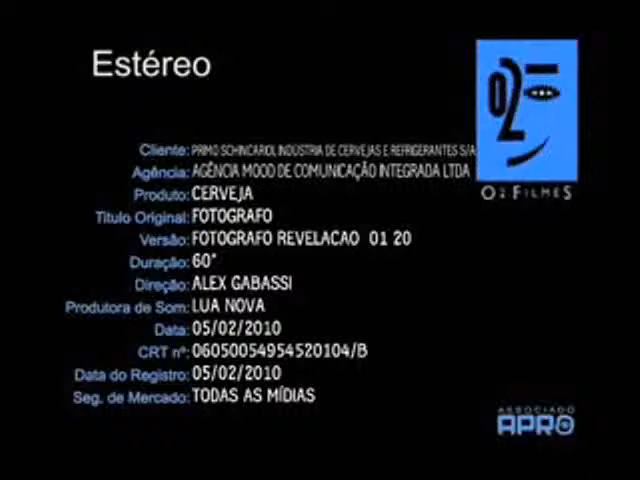 Estéreo
Cliente: PRIMO SCHINCARIOL INDÚSTRIA DE CERVEJAS E REFRIGERANTES S/A
Agência: AGÊNCIA MOOD DE COMUNICAÇÃO INTEGRADA LTDA
Produto: CERVEJA
O2 FILMES
Titulo Original: FOTOGRAFO
Versão: FOTOGRAFO REVELACAO 01 20
Duração: 60"
Direção: ALEX GABASSI
Produtora de Som: LUA NOVA
Data: 05/02/2010
CRT nº: 06050054954520104/B
Data do Registro: 05/02/2010
Seg. de Mercado: TODAS AS MÍDIAS
ASSOCIADO
APRO